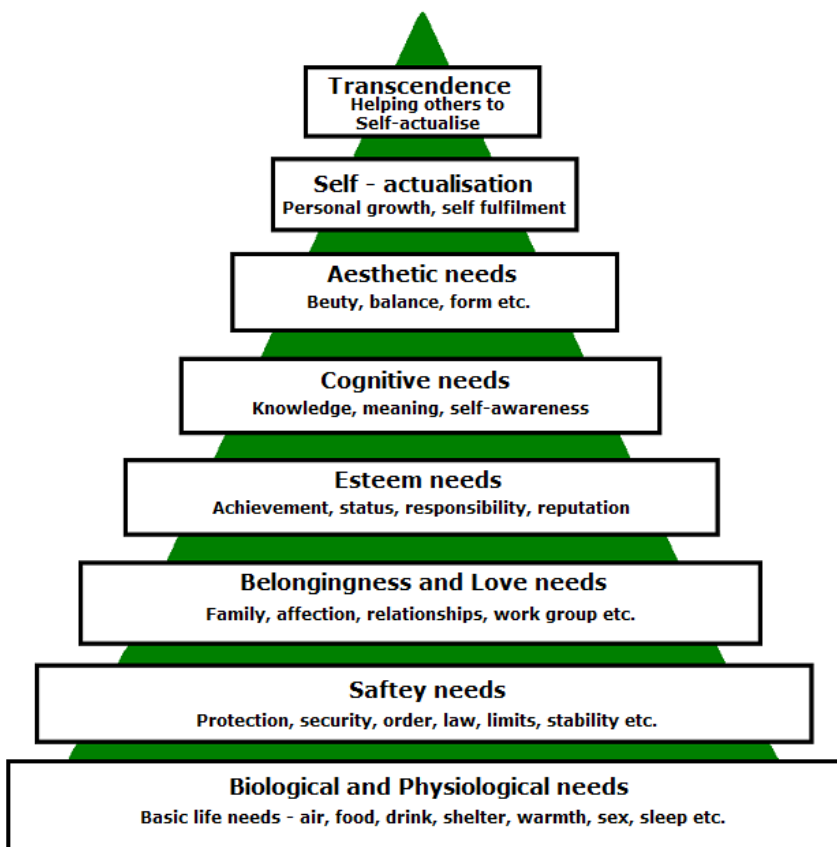 Transcendence
Helping others to
Self-actualise
Self - actualisation
Personal growth, self fulfilment
Aesthetic needs
Beuty, balance, form etc.
Cognitive needs
Knowledge, meaning, self-awareness
Esteem needs
Achievement, status, responsibility, reputation
Belongingness and Love needs
Family, affection, relationships, work group etc.
Saftey needs
Protection, security, order, law, limits, stability etc.
Biological and Physiological needs
Basic life needs - air, food, drink, shelter, warmth, sex, sleep etc.